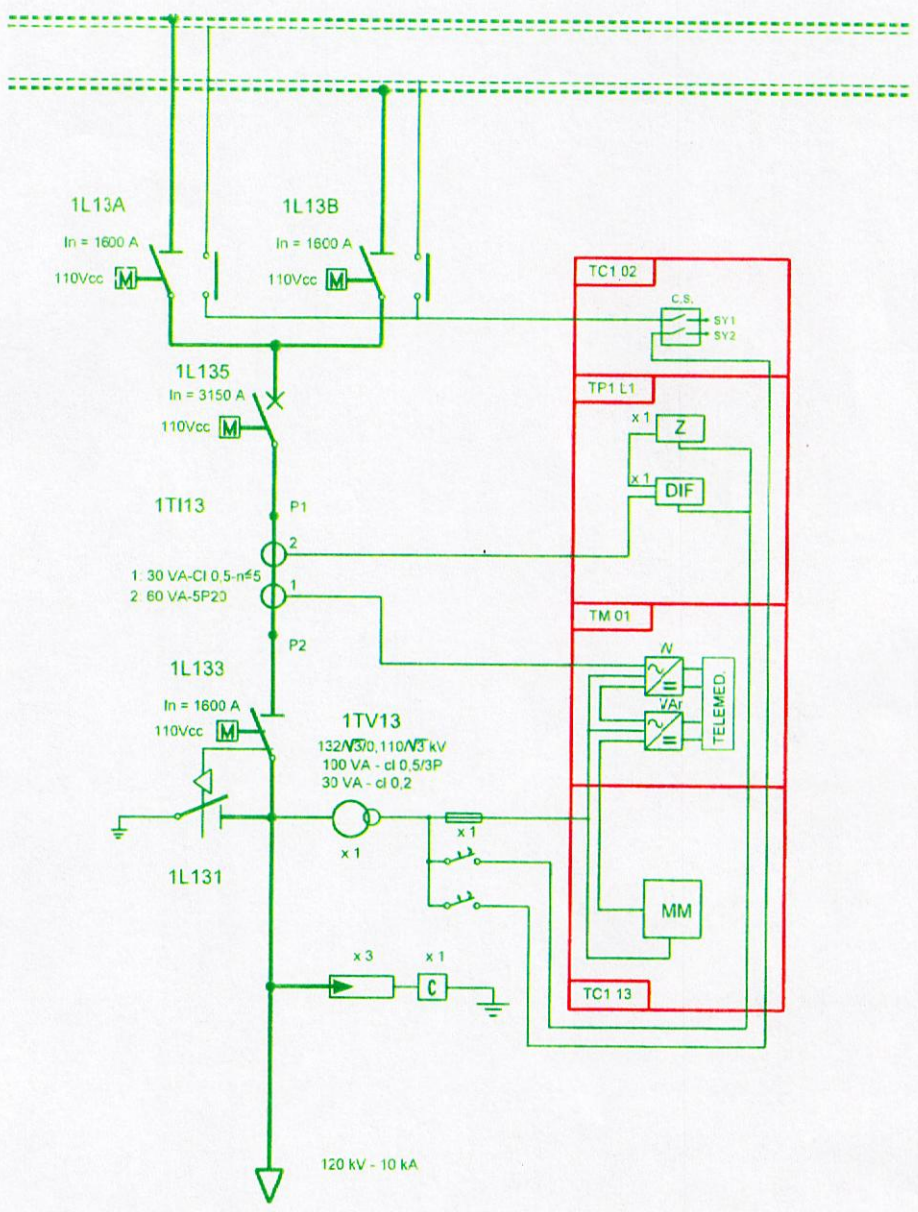 1L13A
In = 1600 A
110Vcc M
1L13B
In = 1600 A
110Vcc M
TC1 02
C.S.
SY1
SY2
1L135
In = 3150 A
110Vcc M
TP1 L1
x 1
Z
x 1
DIF
1TI13
P1
2
1: 30 VA-Cl 0,5-n≤5
2: 60 VA-5P20
1
P2
TM 01
VAr
TELEMED.
1L133
In = 1600 A
110Vcc M
1TV13
132/√3/0,110/√3 kV
100 VA - cl 0,5/3P
30 VA - cl 0,2
x 1
x 1
1L131
MM
x 3
x 1
C
TC1 13
120 kV - 10 kA